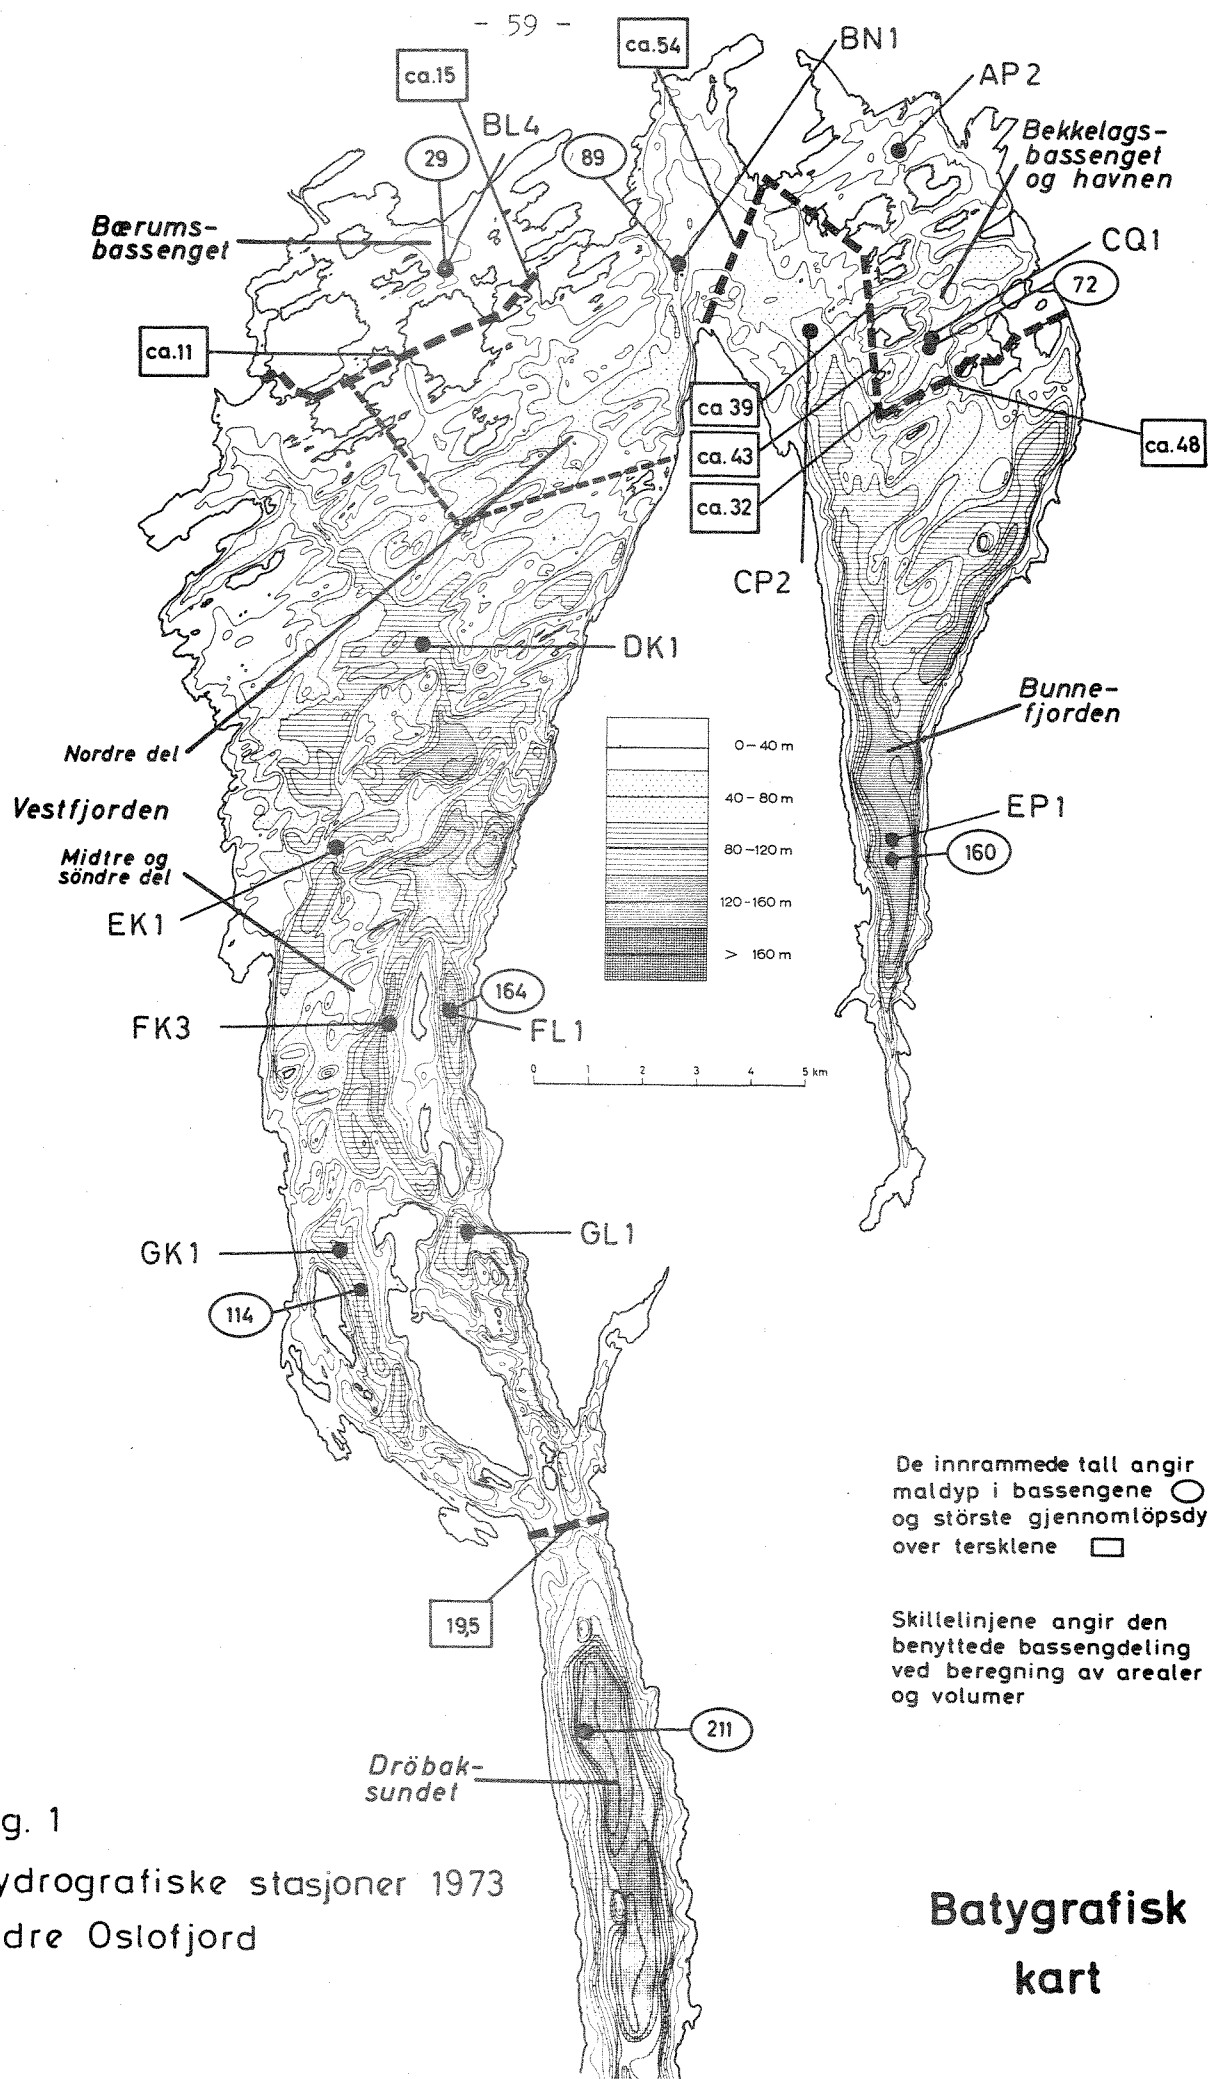 - 59 -
ca.54
BN1
ca.15
AP2
BL4
29
89
Bekkelags-
bassenget
og havnen
Bærums-
bassenget
CQ1
72
ca.11
ca 39
ca.43
ca.48
ca.32
CP2
DK1
Bunne-
fjorden
Nordre del
0-40 m
Vestfjorden
40-80 m
EP1
Midtre og
söndre del
80-120 m
160
120-160 m
EK1
> 160 m
164
FK3
FL1
0 1 2 3 4 5 km
GL1
GK1
114
De innrammede tall angir
maldyp i bassengene
og störste gjennomlöpsdy
over tersklene
19,5
Skillelinjene angir den
benyttede bassengdeling
ved beregning av arealer
og volumer
211
Dröbak-
sundet
g. 1
ydrografiske stasjoner 1973
dre Oslofjord
Batygrafisk
kart